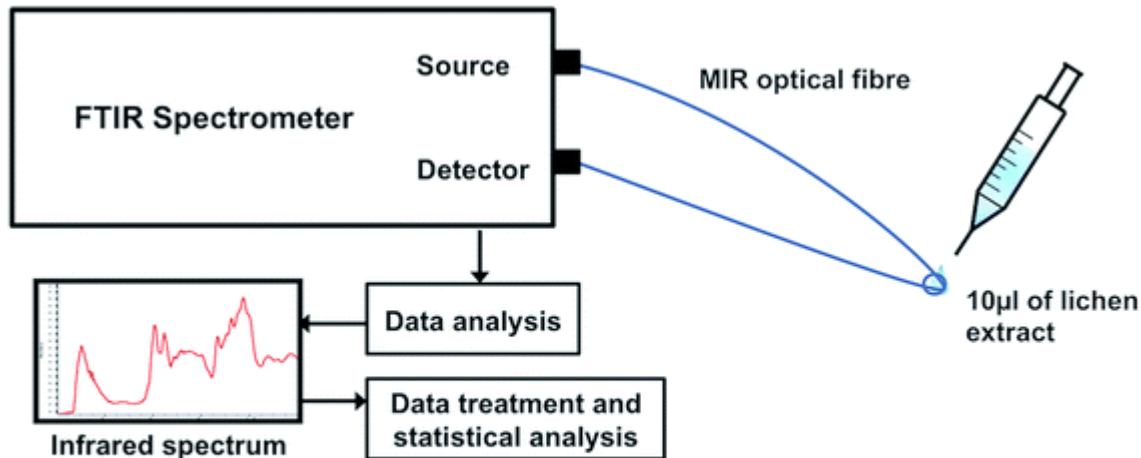 Source
MIR optical fibre
FTIR Spectrometer
Detector
10µl of lichen
extract
Data analysis
Data treatment and
statistical analysis
Infrared spectrum